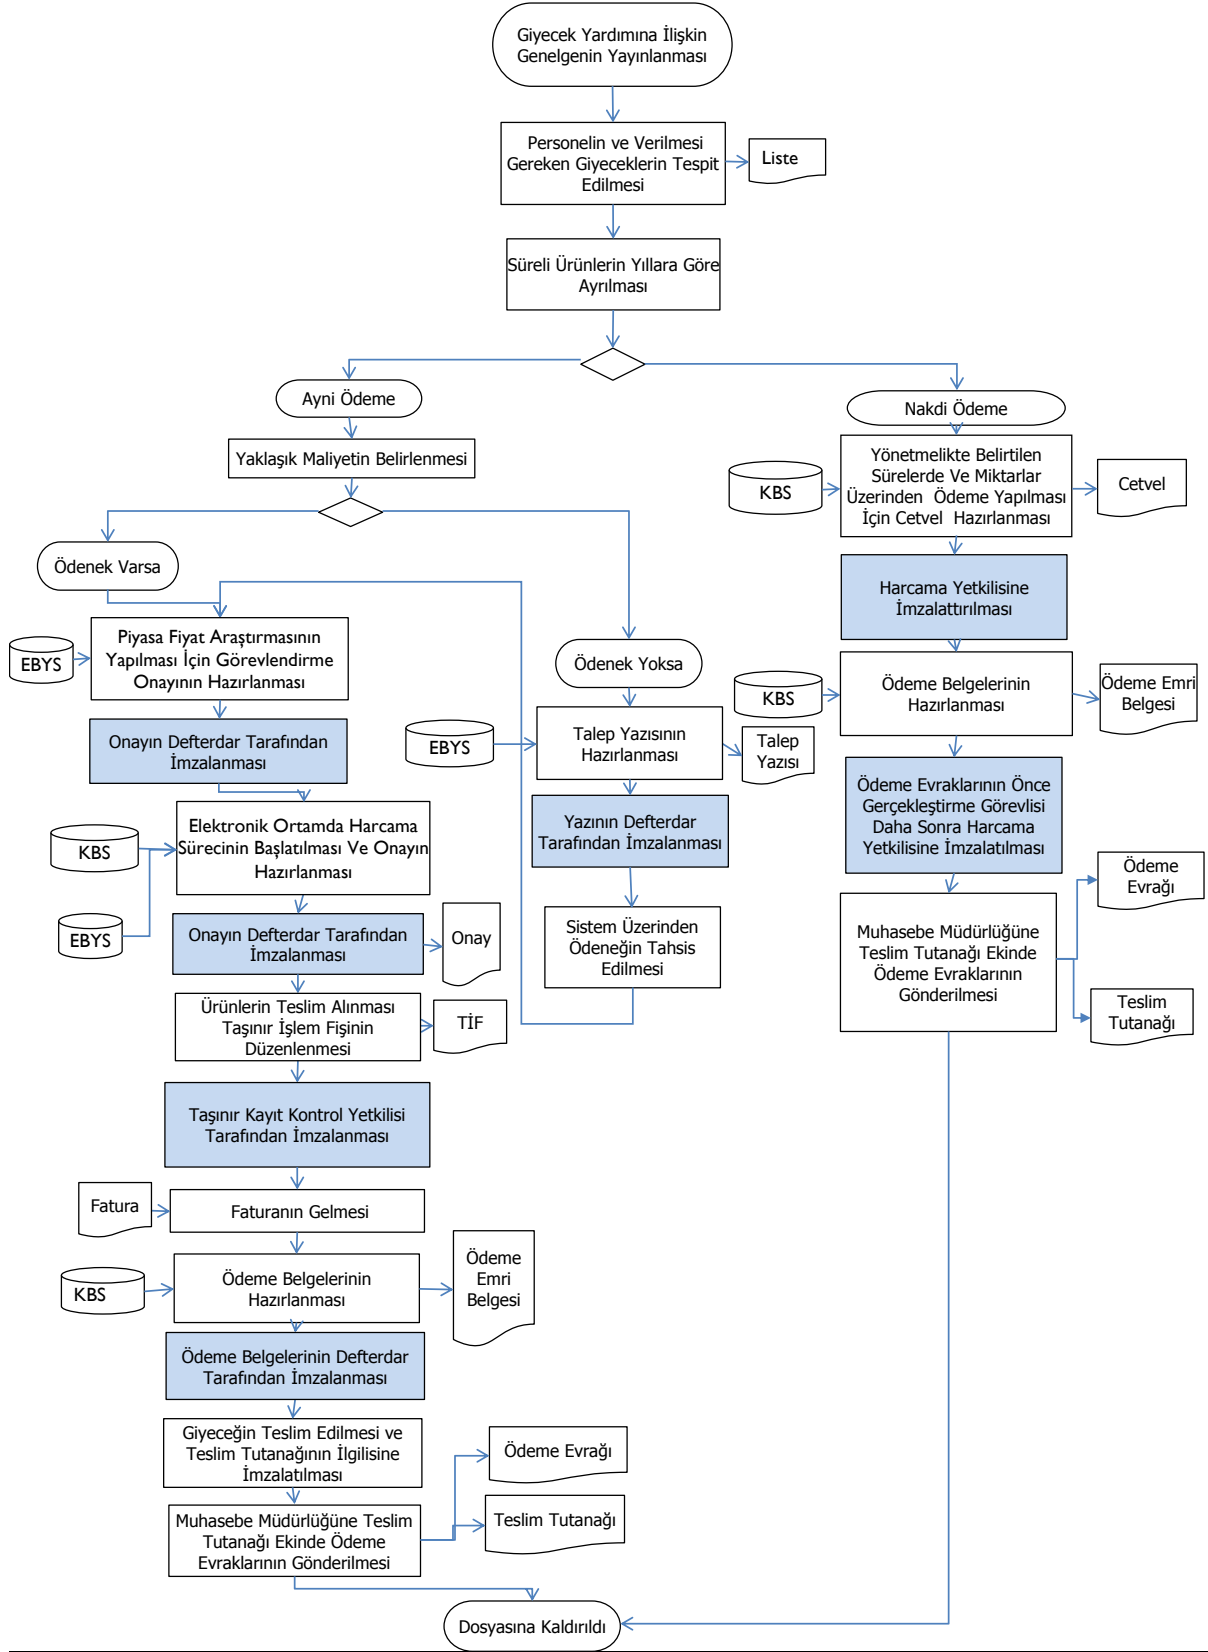 Giyecek Yardımına İlişkin
Genelgenin Yayınlanması
Personelin ve Verilmesi
Gereken Giyeceklerin Tespit
Edilmesi
Liste
Süreli Ürünlerin Yıllara Göre
Ayrılması
Ayni Ödeme
Nakdi Ödeme
Yaklaşık Maliyetin Belirlenmesi
KBS
Yönetmelikte Belirtilen
Sürelerde Ve Miktarlar
Üzerinden Ödeme Yapılması
İçin Cetvel Hazırlanması
Cetvel
Ödenek Varsa
Harcama Yetkilisine
İmzalattırılması
EBYS
Piyasa Fiyat Araştırmasının
Yapılması İçin Görevlendirme
Onayının Hazırlanması
Ödenek Yoksa
KBS
Ödeme Belgelerinin
Hazırlanması
Ödeme Emri
Belgesi
Onayın Defterdar Tarafından
İmzalanması
EBYS
Talep Yazısının
Hazırlanması
Talep
Yazısı
Ödeme Evraklarının Önce
Gerçekleştirme Görevlisi
Daha Sonra Harcama
Yetkilisine İmzalatılması
KBS
Elektronik Ortamda Harcama
Sürecinin Başlatılması Ve Onayın
Hazırlanması
Yazının Defterdar
Tarafından İmzalanması
Ödeme
Evrağı
EBYS
Onayın Defterdar Tarafından
İmzalanması
Onay
Sistem Üzerinden
Ödeneğin Tahsis
Edilmesi
Muhasebe Müdürlüğüne
Teslim Tutanağı Ekinde
Ödeme Evraklarının
Gönderilmesi
Teslim
Tutanağı
Ürünlerin Teslim Alınması
Taşınır İşlem Fişinin
Düzenlenmesi
TİF
Taşınır Kayıt Kontrol Yetkilisi
Tarafından İmzalanması
Fatura
Faturanın Gelmesi
KBS
Ödeme Belgelerinin
Hazırlanması
Ödeme
Emri
Belgesi
Ödeme Belgelerinin Defterdar
Tarafından İmzalanması
Giyeceğin Teslim Edilmesi ve
Teslim Tutanağının İlgilisine
İmzalatılması
Ödeme Evrağı
Muhasebe Müdürlüğüne Teslim
Tutanağı Ekinde Ödeme
Evraklarının Gönderilmesi
Teslim Tutanağı
Dosyasına Kaldırıldı